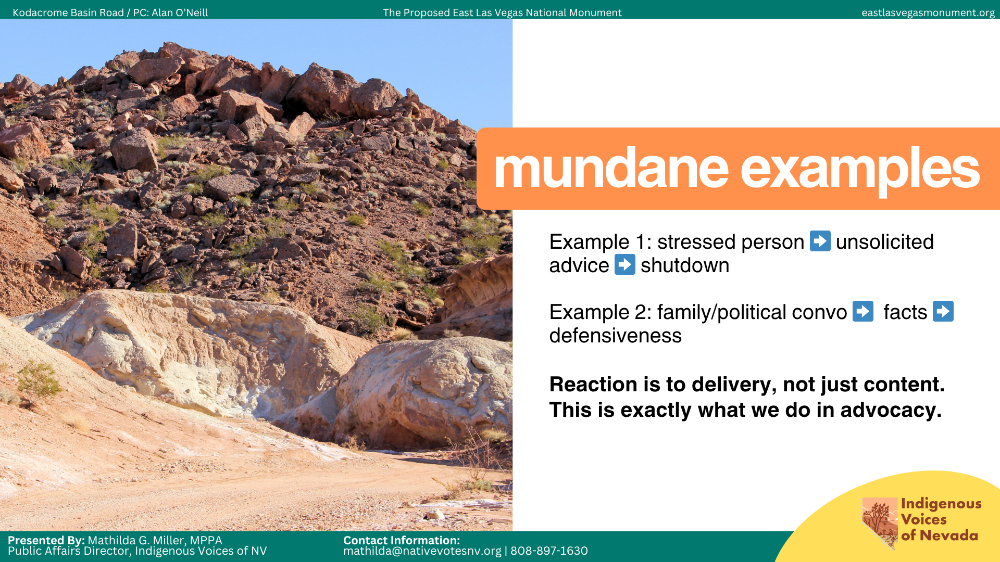 Kodacrome Basin Road / PC: Alan O’Neill
The Proposed East Las Vegas National Monument
eastlasvegasmonument.org
mundane examples
Example 1: stressed person ➡️ unsolicited
advice ➡️ shutdown
Example 2: family/political convo ➡️ facts ➡️
defensiveness
Reaction is to delivery, not just content.
This is exactly what we do in advocacy.
Indigenous
Voices
of Nevada
Presented By: Mathilda G. Miller, MPPA
Public Affairs Director, Indigenous Voices of NV
Contact Information:
mathilda@nativevotesnv.org | 808-897-1630